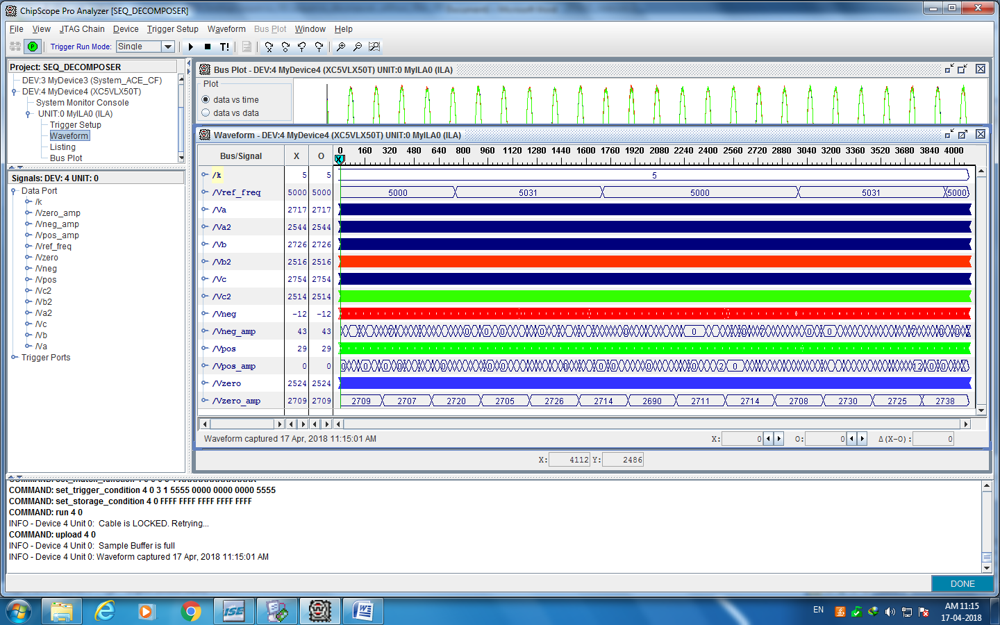 ChipScope Pro Analyzer [SEQ_DECOMPOSER]
File View JTAG Chain Device Trigger Setup Waveform Bus Plot Window Help
Trigger Run Mode: Single T!
Project: SEQ_DECOMPOSER
DEV:3 MyDevice3 (System_ACE_CF)
DEV:4 MyDevice4 (XC5VLX50T)
System Monitor Console
UNIT:0 MyILA0 (ILA)
Trigger Setup
Waveform
Listing
Bus Plot
Signals: DEV: 4 UNIT: 0
Data Port
/k
/Vzero_amp
/Vneg_amp
/Vpos_amp
/Vref_freq
/Vzero
/Vneg
/Vpos
/Vc2
/Vb2
/Va2
/Vc
/Vb
/Va
Trigger Ports
Bus Plot - DEV:4 MyDevice4 (XC5VLX50T) UNIT:0 MyILA0 (ILA)
Plot
data vs time
data vs data
Waveform - DEV:4 MyDevice4 (XC5VLX50T) UNIT:0 MyILA0 (ILA)
Bus/Signal X O 0 160 320 480 640 800 960 1120 1280 1440 1600 1760 1920 2080 2240 2400 2560 2720 2880 3040 3200 3360 3520 3680 3840 4000
X
/k 5 5 5
/Vref_freq 5000 5000 5000 5031 5000 5031 5000
/Va 2717 2717
/Va2 2544 2544
/Vb 2726 2726
/Vb2 2516 2516
/Vc 2754 2754
/Vc2 2514 2514
/Vneg -12 -12
/Vneg_amp 43 43
/Vpos 29 29
/Vpos_amp 0 0
/Vzero 2524 2524
/Vzero_amp 2709 2709 2709 2707 2720 2705 2726 2714 2690 2711 2714 2708 2730 2725 2738
Waveform captured 17 Apr, 2018 11:15:01 AM X: 0 O: 0 Δ(X-O): 0
X: 4112 Y: 2486
COMMAND: set_trigger_condition 4 0 3 1 5555 0000 0000 0000 5555
COMMAND: set_storage_condition 4 0 FFFF FFFF FFFF FFFF FFFF
COMMAND: run 4 0
INFO - Device 4 Unit 0: Cable is LOCKED. Retrying...
COMMAND: upload 4 0
INFO - Device 4 Unit 0: Sample Buffer is full
INFO - Device 4 Unit 0: Waveform captured 17 Apr, 2018 11:15:01 AM
DONE
ISE
EN
AM 11:15
17-04-2018